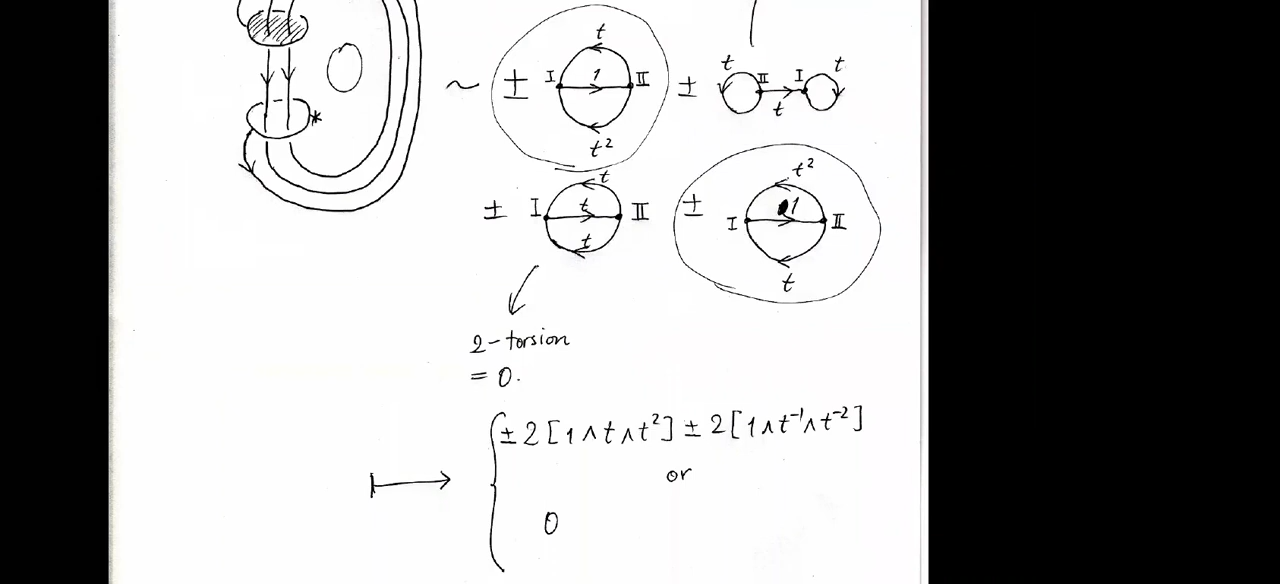 *
~ ± I t 1 t² II ± t II t I t
± I t t t II ± I t² 1 t II
2-torsion
= 0.
± 2 [1 ∧ t ∧ t²] ± 2 [1 ∧ t⁻¹ ∧ t⁻²]
or
0